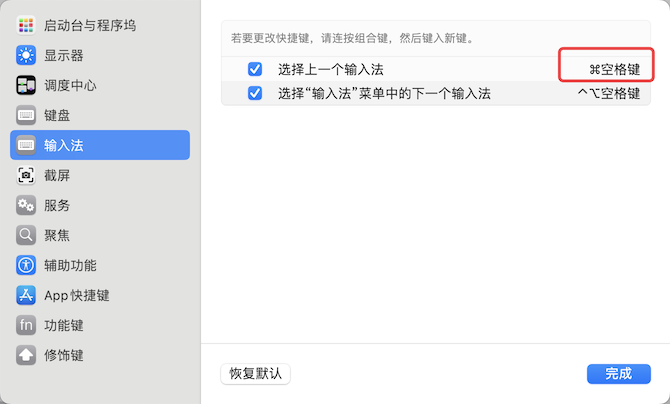 启动台与程序坞
显示器
调度中心
键盘
输入法
截屏
服务
聚焦
辅助功能
App 快捷键
fn 功能键
修饰键
若要更改快捷键，请连按组合键，然后键入新键。
选择上一个输入法 ⌘空格键
选择“输入法”菜单中的下一个输入法 ^⌥空格键
恢复默认
完成